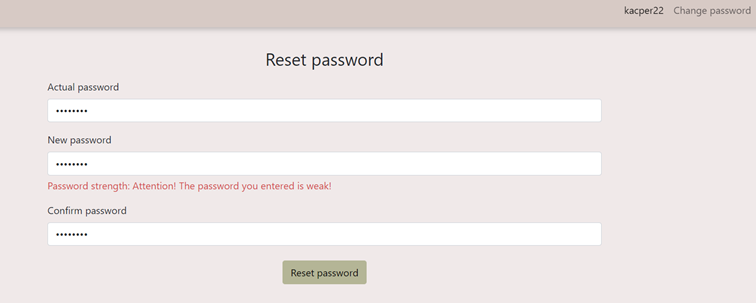 kacper22 Change password
Reset password
Actual password
••••••••
New password
••••••••
Password strength: Attention! The password you entered is weak!
Confirm password
••••••••
Reset password